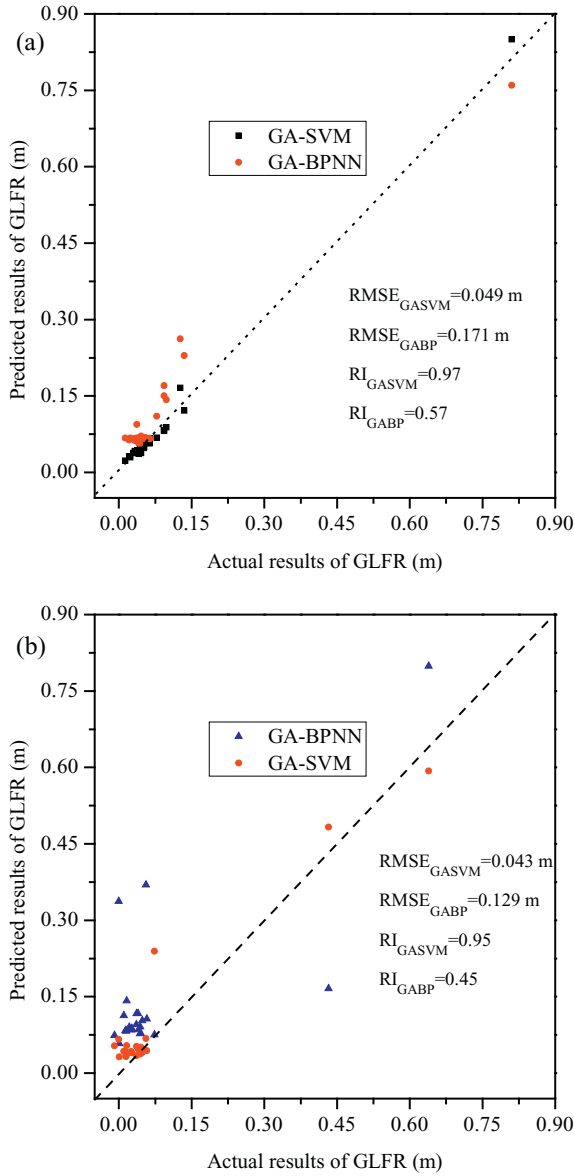 (a)
0.90
0.75
0.60
0.45
0.30
0.15
0.00
Predicted results of GLFR (m)
GA-SVM
GA-BPNN
RMSE_GASVM=0.049 m
RMSE_GABP=0.171 m
RI_GASVM=0.97
RI_GABP=0.57
0.00 0.15 0.30 0.45 0.60 0.75 0.90
Actual results of GLFR (m)
(b)
0.90
0.75
0.60
0.45
0.30
0.15
0.00
Predicted results of GLFR (m)
GA-BPNN
GA-SVM
RMSE_GASVM=0.043 m
RMSE_GABP=0.129 m
RI_GASVM=0.95
RI_GABP=0.45
0.00 0.15 0.30 0.45 0.60 0.75 0.90
Actual results of GLFR (m)